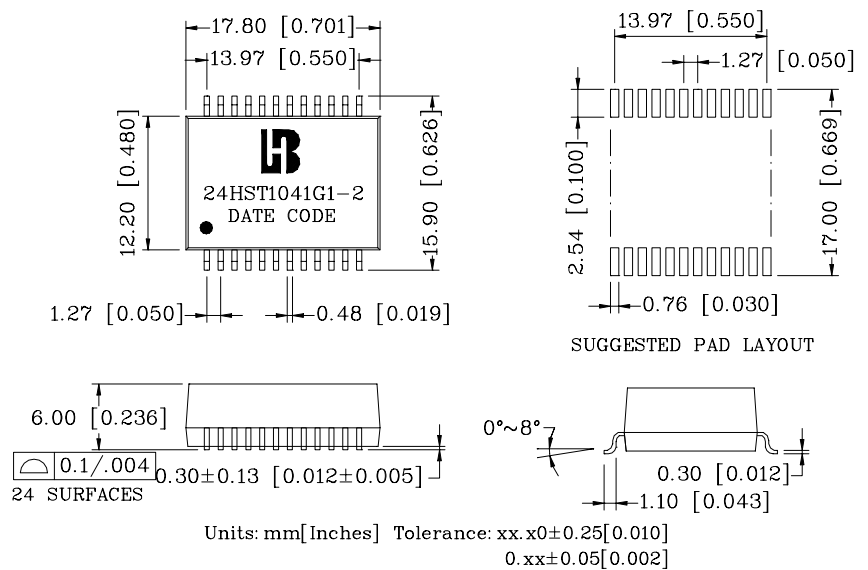 17.80 [0.701]
13.97 [0.550]
13.97 [0.550]
1.27 [0.050]
12.20 [0.480]
HB
24HST1041G1-2
DATE CODE
15.90 [0.626]
2.54 [0.100]
17.00 [0.669]
1.27 [0.050]
0.48 [0.019]
0.76 [0.030]
SUGGESTED PAD LAYOUT
6.00 [0.236]
0.1/.004
24 SURFACES
0.30±0.13 [0.012±0.005]
0°~8°
0.30 [0.012]
1.10 [0.043]
Units: mm[Inches] Tolerance: xx.x0±0.25[0.010]
0.xx±0.05[0.002]